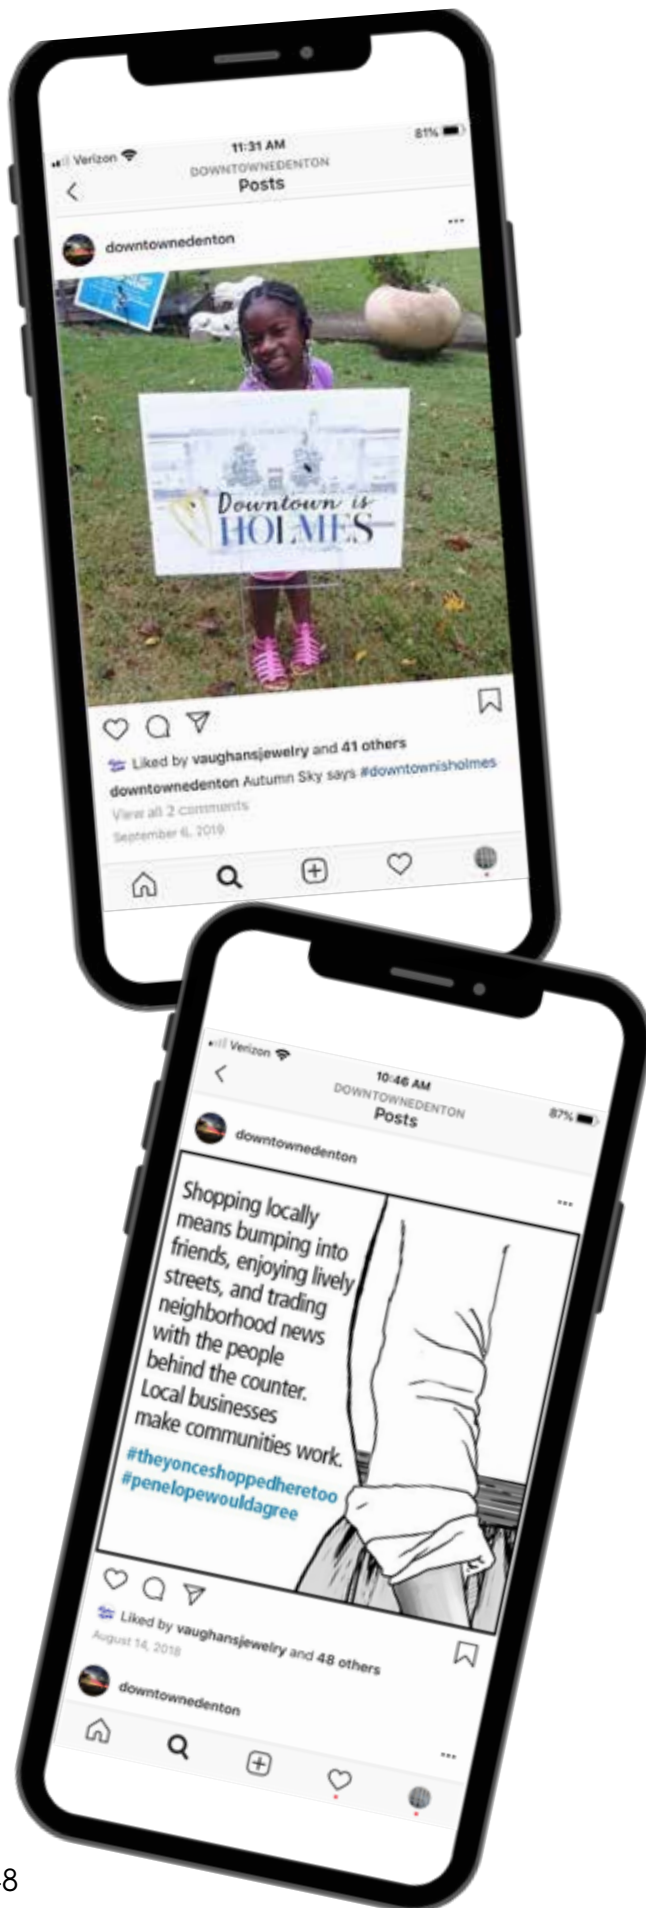 Verizon
11:31 AM
81%
DOWNTOWNEDENTON
Posts
downtownedenton
Downtown is
HOLMES
Liked by vaughansjewelry and 41 others
downtownedenton Autumn Sky says #downtownisholmes
View all 2 comments
September 6, 2019
Verizon
10:46 AM
87%
DOWNTOWNEDENTON
Posts
downtownedenton
Shopping locally
means bumping into
friends, enjoying lively
streets, and trading
neighborhood news
with the people
behind the counter.
Local businesses
make communities work.
#theyonceshoppedheretoo
#penelopewouldagree
Liked by vaughansjewelry and 48 others
August 14, 2018
downtownedenton
8